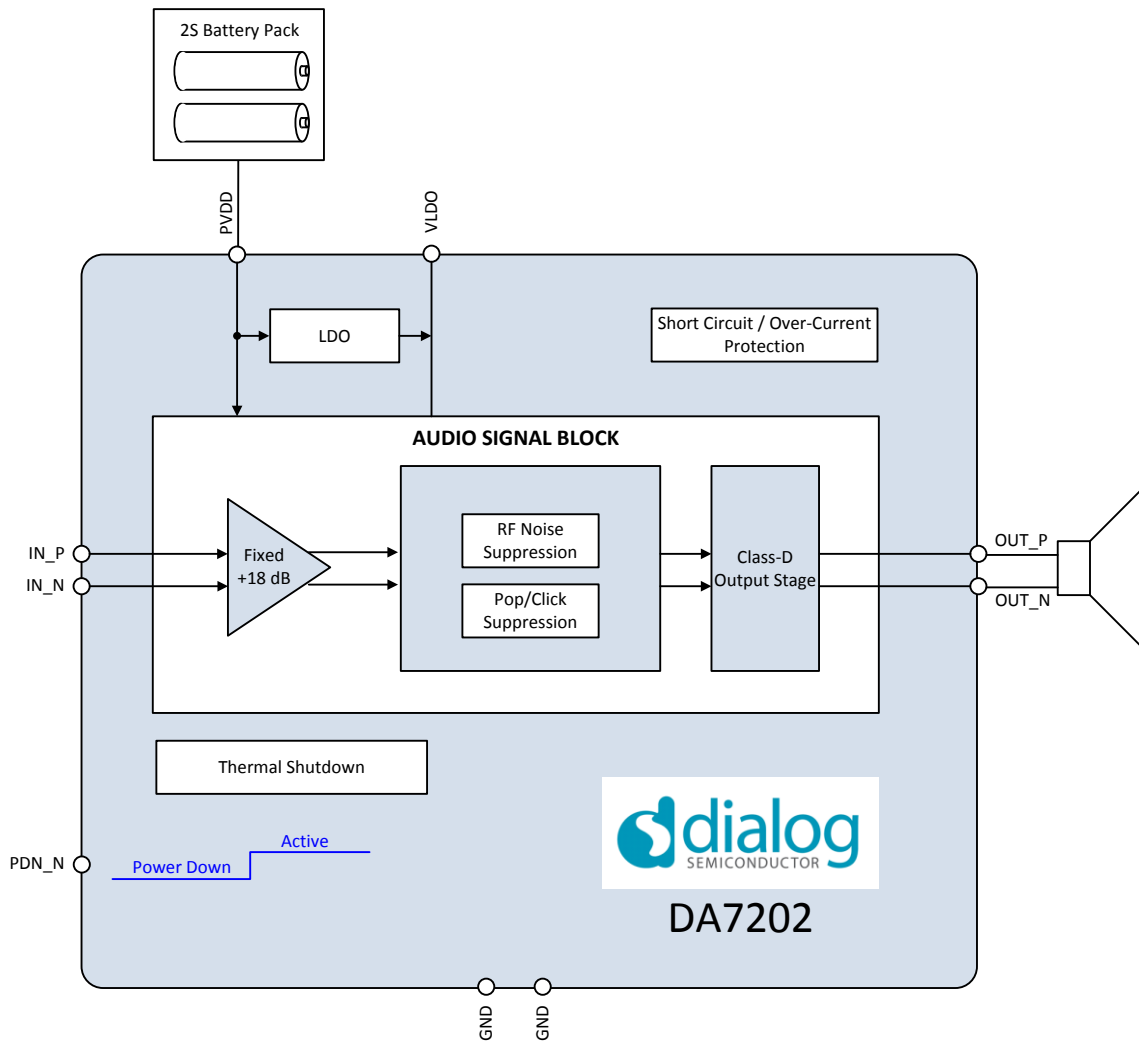 2S Battery Pack
PVDD
VLDO
LDO
Short Circuit / Over-Current
Protection
AUDIO SIGNAL BLOCK
IN_P
IN_N
Fixed
+18 dB
RF Noise
Suppression
Pop/Click
Suppression
Class-D
Output Stage
OUT_P
OUT_N
Thermal Shutdown
PDN_N
Power Down
Active
dialog
SEMICONDUCTOR
DA7202
GND
GND